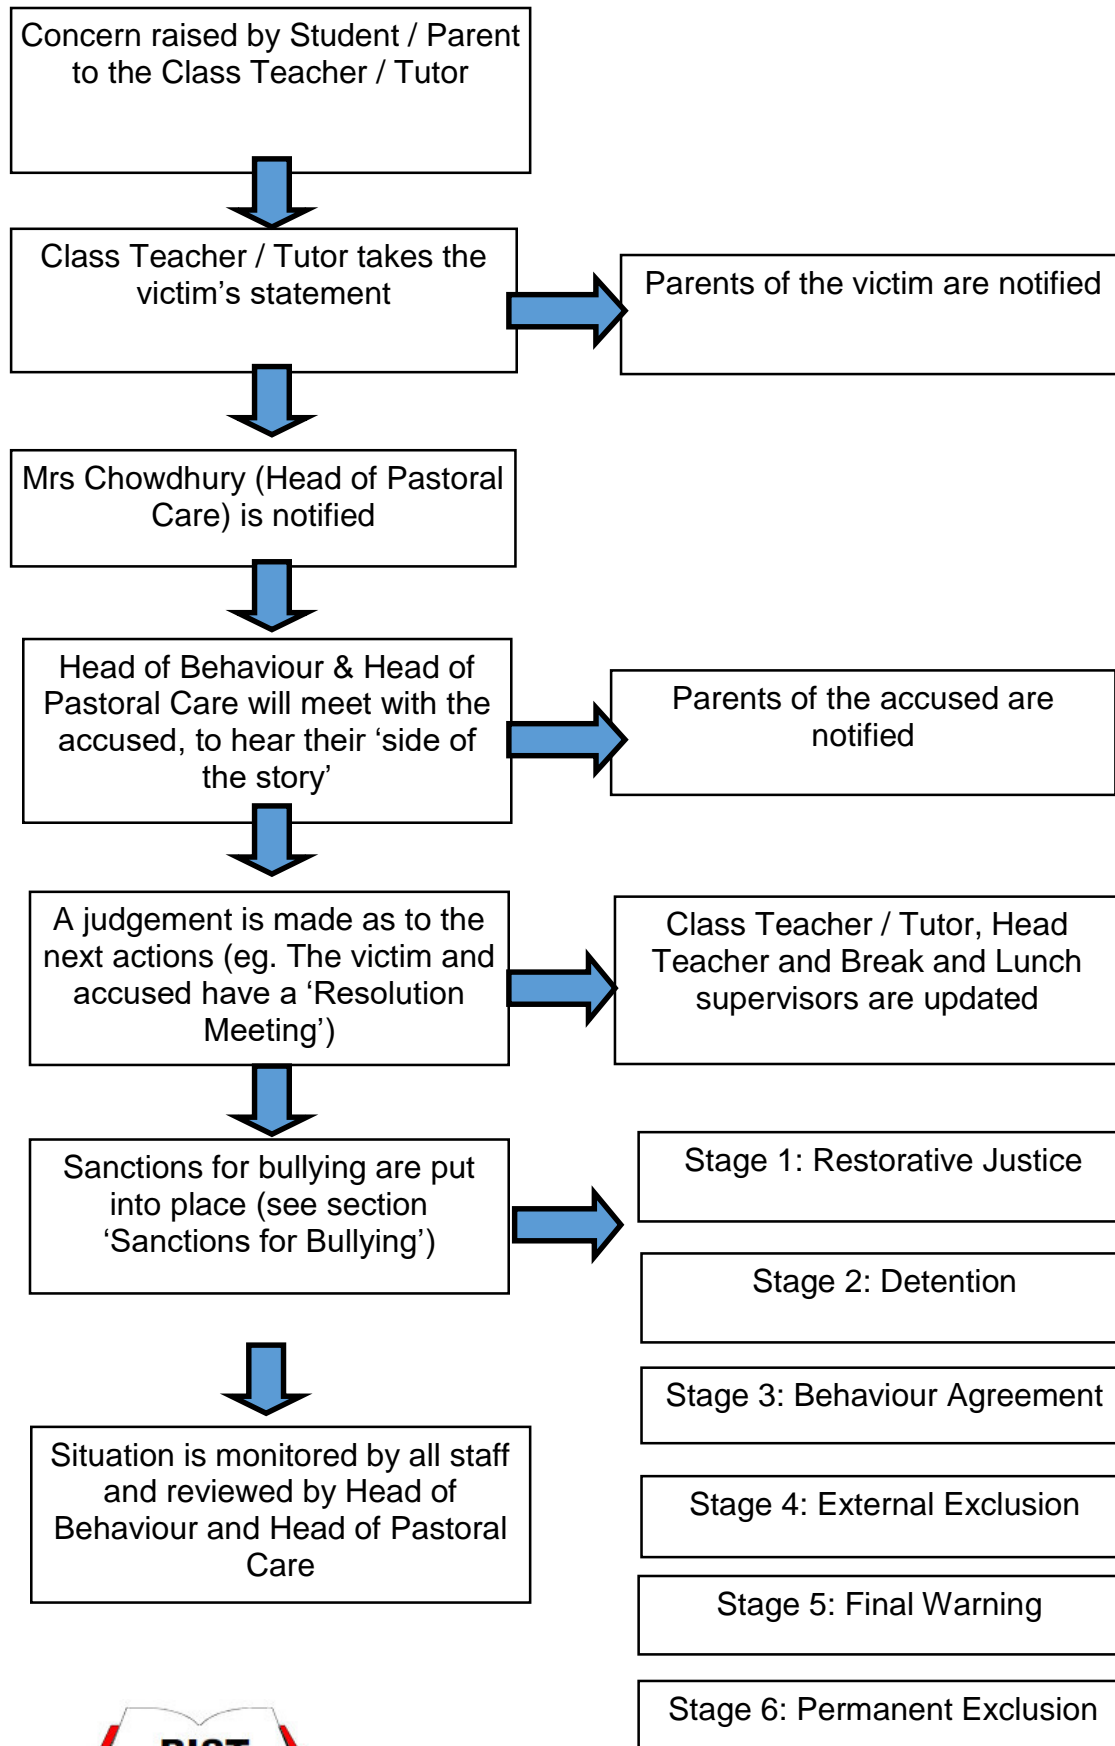 Concern raised by Student / Parent
to the Class Teacher / Tutor
Class Teacher / Tutor takes the
victim’s statement
Parents of the victim are notified
Mrs Chowdhury (Head of Pastoral
Care) is notified
Head of Behaviour & Head of
Pastoral Care will meet with the
accused, to hear their ‘side of
the story’
Parents of the accused are
notified
A judgement is made as to the
next actions (eg. The victim and
accused have a ‘Resolution
Meeting’)
Class Teacher / Tutor, Head
Teacher and Break and Lunch
supervisors are updated
Sanctions for bullying are put
into place (see section
‘Sanctions for Bullying’)
Stage 1: Restorative Justice
Stage 2: Detention
Stage 3: Behaviour Agreement
Stage 4: External Exclusion
Stage 5: Final Warning
Stage 6: Permanent Exclusion
Situation is monitored by all staff
and reviewed by Head of
Behaviour and Head of Pastoral
Care